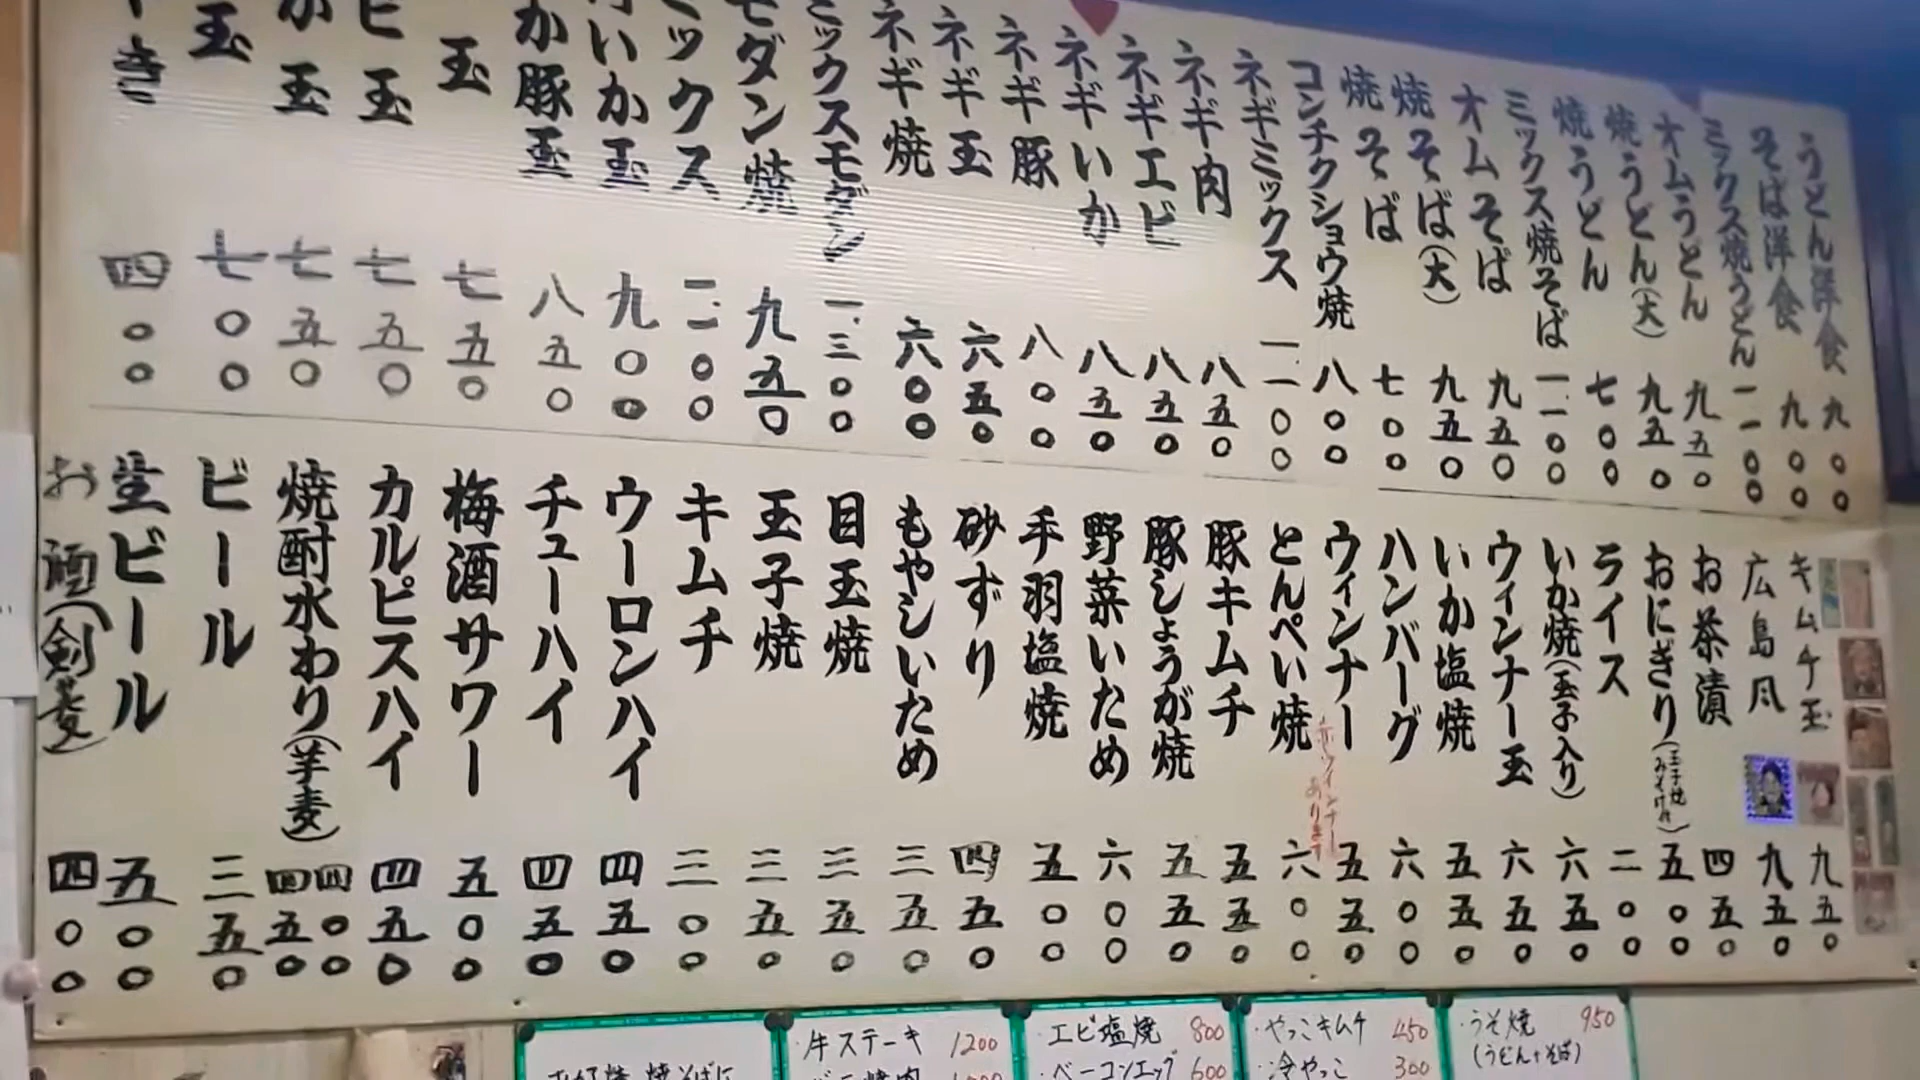 うどん洋食 九〇〇
そば洋食 九〇〇
ミックス焼うどん 一一〇〇
オムうどん 九五〇
焼うどん(大) 九五〇
焼うどん 七〇〇
ミックス焼そば 一一〇〇
オムそば 九五〇
焼そば(大) 九五〇
焼そば 七〇〇
コンチクショウ焼 八〇〇
ネギミックス 一一〇〇
ネギ肉 八五〇
ネギエビ 八五〇
ネギいか 八五〇
ネギ豚 八〇〇
ネギ玉 六五〇
ネギ焼 六〇〇
ミックスモダン 一、三〇〇
モダン焼 九五〇
ミックス 一、一〇〇
いか玉 九〇〇
か豚玉 八五〇
玉 七五〇
ビ玉 七五〇
か玉 七五〇
玉 七〇〇
き 四〇〇
キムチ玉 九五〇
広島風 九五〇
お茶漬 四五〇
おにぎり 五〇〇
ライス 二〇〇
いか焼(玉子入り) 六五〇
ウィンナー玉 六五〇
いか塩焼 五五〇
ハンバーグ 六〇〇
ウィンナー 五五〇
赤ウインナーあります
とんぺい焼 六〇〇
豚キムチ 五五〇
豚しょうが焼 五五〇
野菜いため 六〇〇
手羽塩焼 五〇〇
砂ずり 四五〇
もやしいため 三五〇
目玉焼 三五〇
玉子焼 三五〇
キムチ 三〇〇
ウーロンハイ 四五〇
チューハイ 四五〇
梅酒サワー 五〇〇
カルピスハイ 四五〇
焼酎水わり(芋麦) 四〇〇 四五〇
ビール 三五〇
生ビール 五〇〇
お酒(剣菱) 四〇〇
牛ステーキ 1200
・エビ塩焼 800
・ベーコンエッグ 600
・やっこキムチ 450
・冷やっこ 300
・うそ焼 950
(うどん+そば)